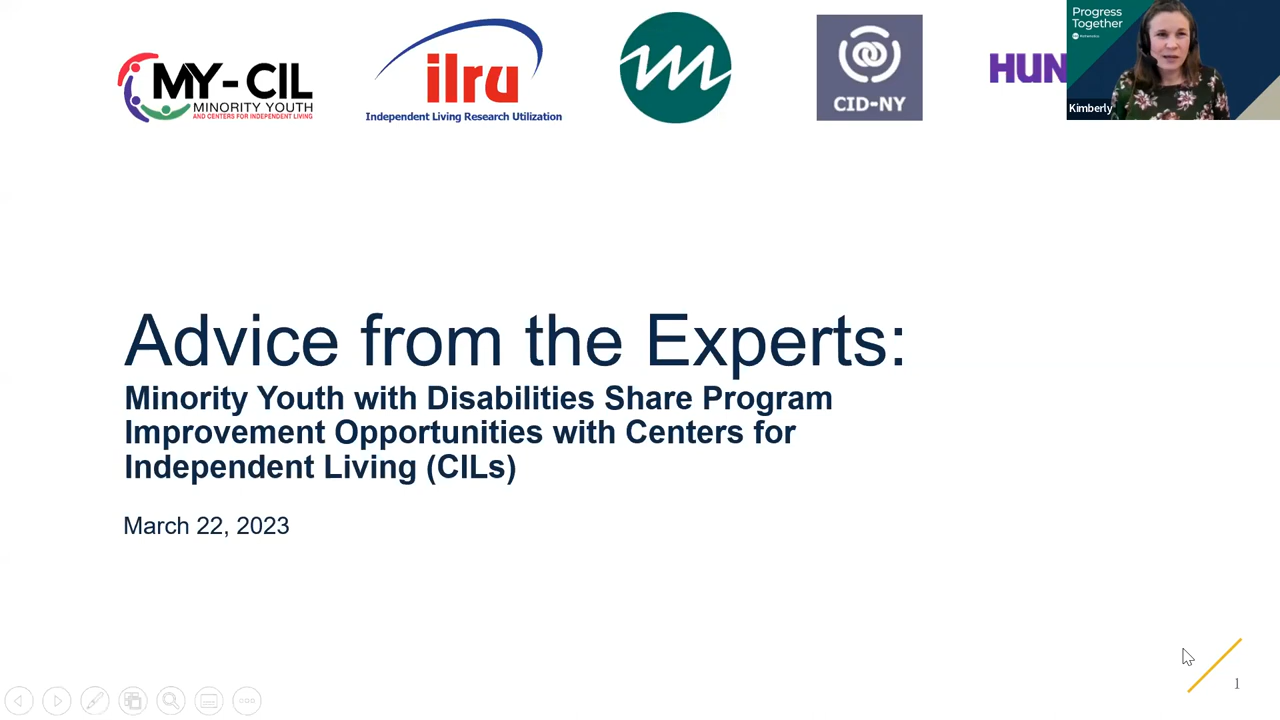 MY-CIL
MINORITY YOUTH
AND CENTERS FOR INDEPENDENT LIVING
ilru
Independent Living Research Utilization
m
CID-NY
HUN
Progress
Together
Mathematica
Kimberly
Advice from the Experts:
Minority Youth with Disabilities Share Program
Improvement Opportunities with Centers for
Independent Living (CILs)
March 22, 2023
1